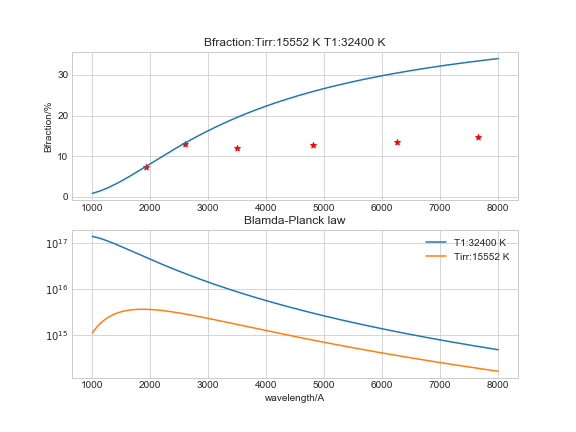 Bfraction:Tirr:15552 K T1:32400 K
Bfraction/%
30
20
10
0
1000 2000 3000 4000 5000 6000 7000 8000
Blamda-Planck law
10^17
10^16
10^15
T1:32400 K
Tirr:15552 K
1000 2000 3000 4000 5000 6000 7000 8000
wavelength/A